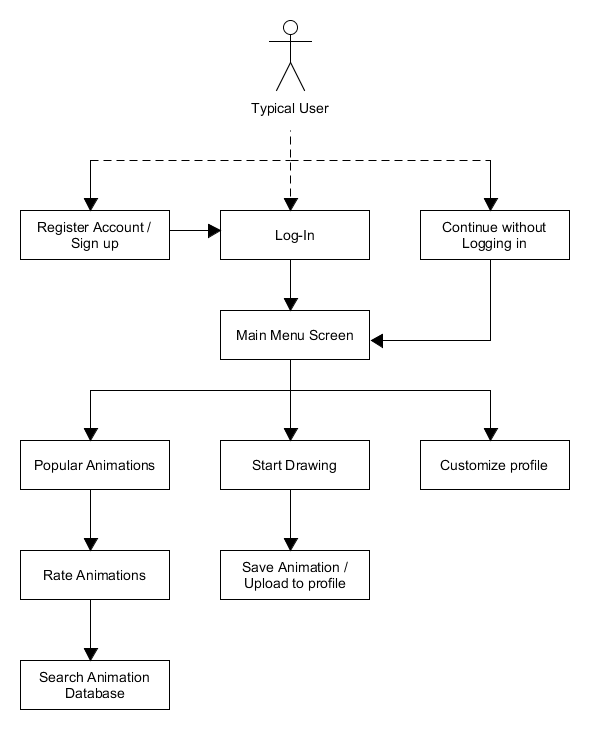 Typical User
Register Account /
Sign up
Log-In
Continue without
Logging in
Main Menu Screen
Popular Animations
Start Drawing
Customize profile
Rate Animations
Save Animation /
Upload to profile
Search Animation
Database